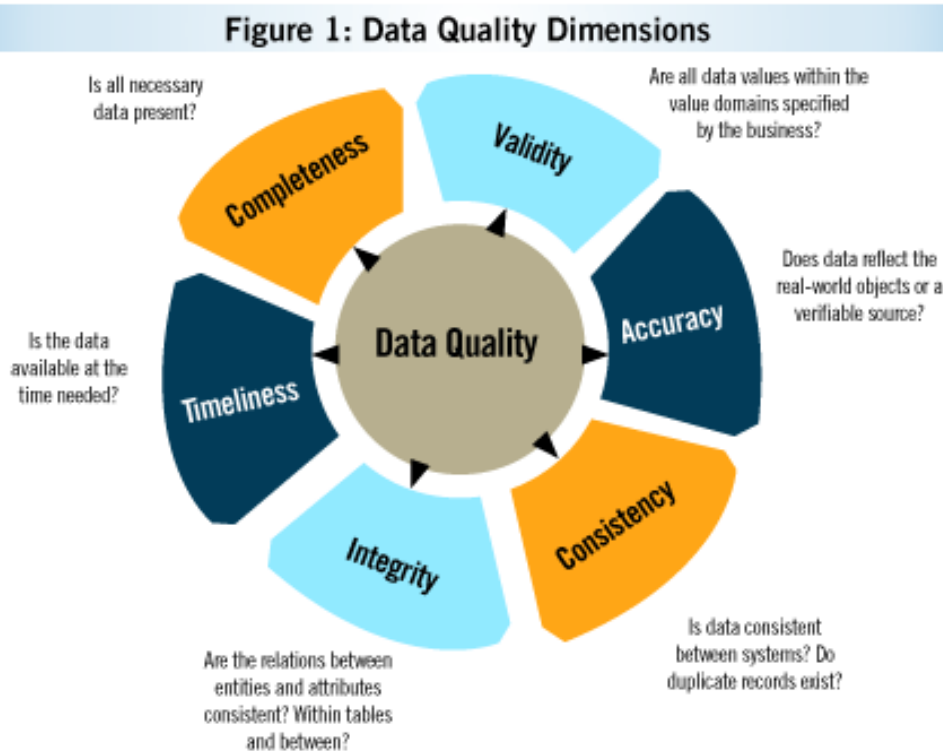 Figure 1: Data Quality Dimensions
Is all necessary
data present?
Completeness
Validity
Are all data values within the
value domains specified
by the business?
Accuracy
Does data reflect the
real-world objects or a
verifiable source?
Data Quality
Is the data
available at the
time needed?
Timeliness
Integrity
Are the relations between
entities and attributes
consistent? Within tables
and between?
Consistency
Is data consistent
between systems? Do
duplicate records exist?